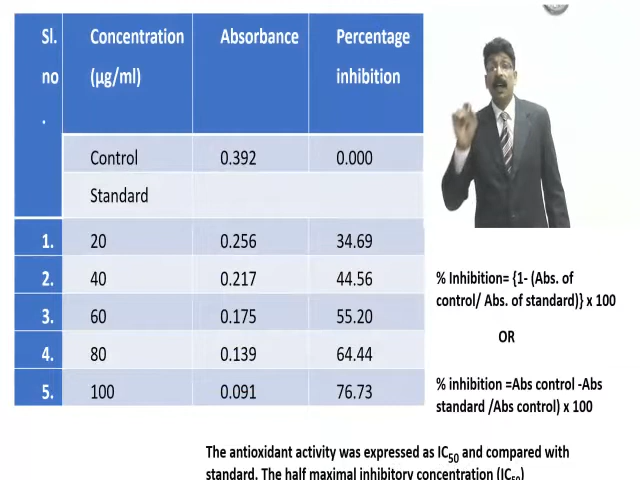 Sl. no . Concentration (µg/ml) Absorbance Percentage inhibition
Control 0.392 0.000
Standard
1. 20 0.256 34.69
2. 40 0.217 44.56
3. 60 0.175 55.20
4. 80 0.139 64.44
5. 100 0.091 76.73
% Inhibition= {1- (Abs. of
control/ Abs. of standard)} x 100
OR
% inhibition =Abs control -Abs
standard /Abs control) x 100
The antioxidant activity was expressed as IC50 and compared with
standard. The half maximal inhibitory concentration (IC50)